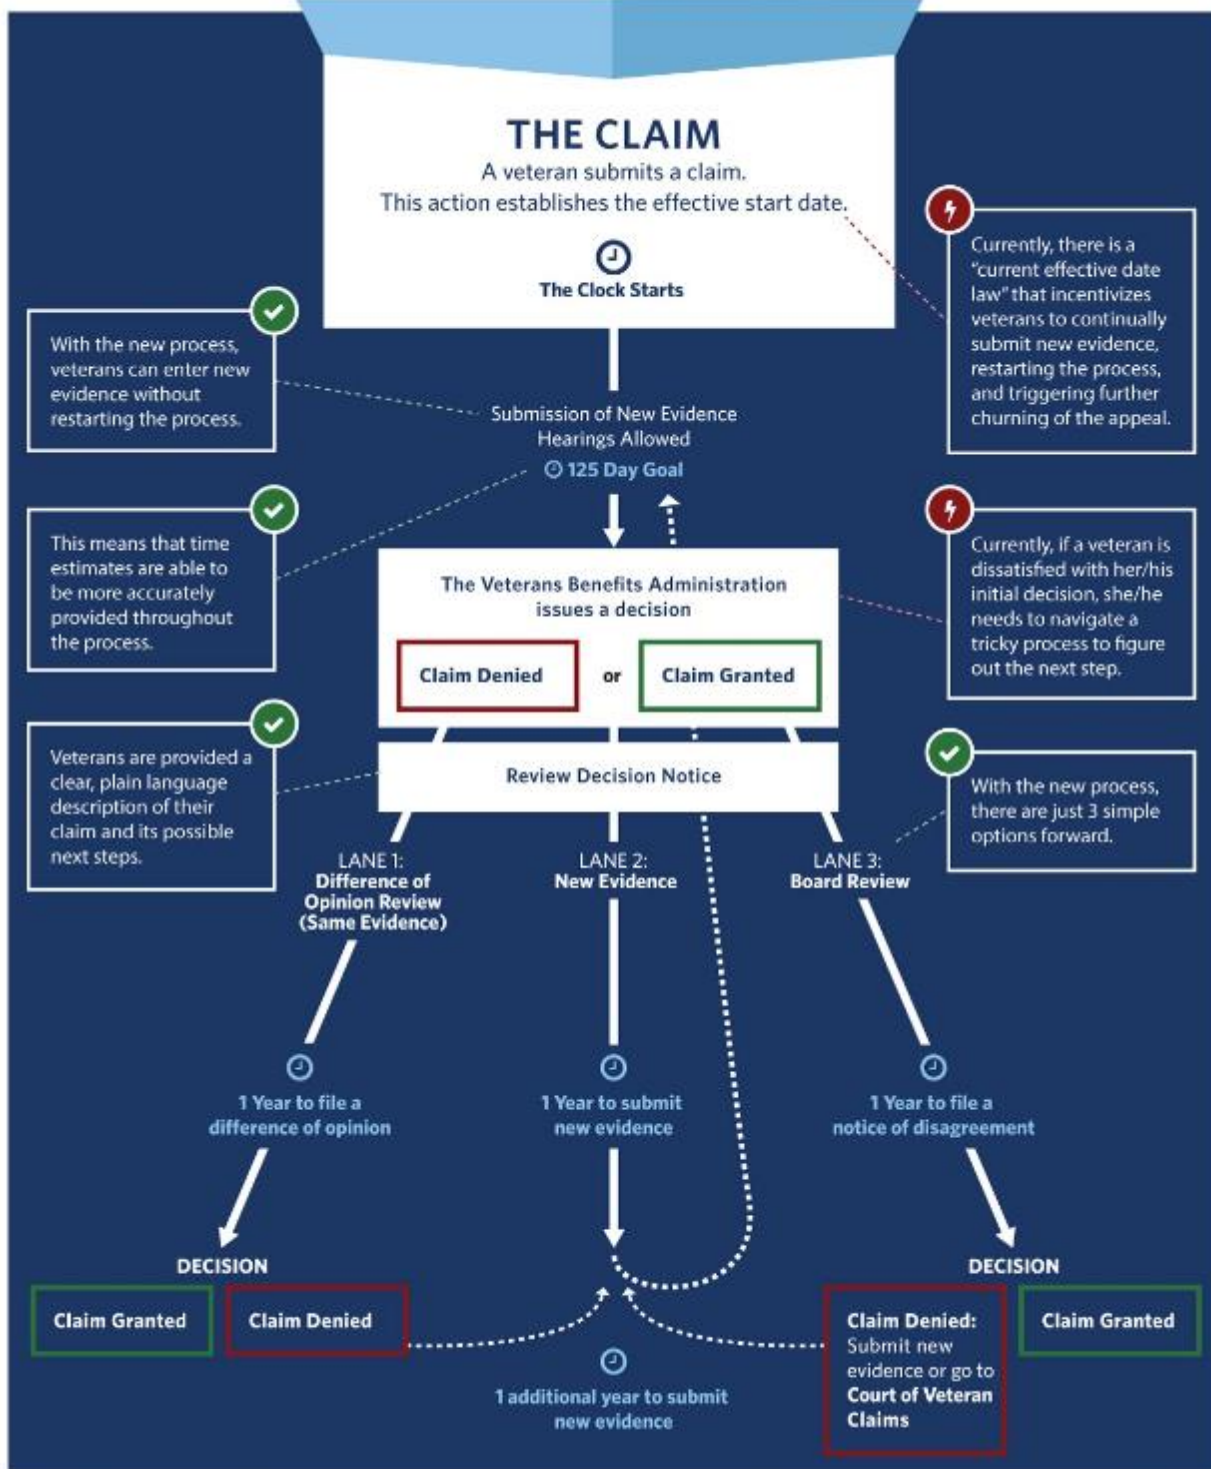 THE CLAIM
A veteran submits a claim.
This action establishes the effective start date.
The Clock Starts
Currently, there is a
"current effective date
law" that incentivizes
veterans to continually
submit new evidence,
restarting the process,
and triggering further
churning of the appeal.
With the new process,
veterans can enter new
evidence without
restarting the process.
Submission of New Evidence
Hearings Allowed
125 Day Goal
This means that time
estimates are able to
be more accurately
provided throughout
the process.
Currently, if a veteran is
dissatisfied with her/his
initial decision, she/he
needs to navigate a
tricky process to figure
out the next step.
The Veterans Benefits Administration
issues a decision
Claim Denied
or
Claim Granted
Veterans are provided a
clear, plain language
description of their
claim and its possible
next steps.
Review Decision Notice
With the new process,
there are just 3 simple
options forward.
LANE 1:
Difference of
Opinion Review
(Same Evidence)
LANE 2:
New Evidence
LANE 3:
Board Review
1 Year to file a
difference of opinion
1 Year to submit
new evidence
1 Year to file a
notice of disagreement
DECISION
Claim Granted
Claim Denied
1 additional year to submit
new evidence
DECISION
Claim Denied:
Submit new
evidence or go to
Court of Veteran
Claims
Claim Granted